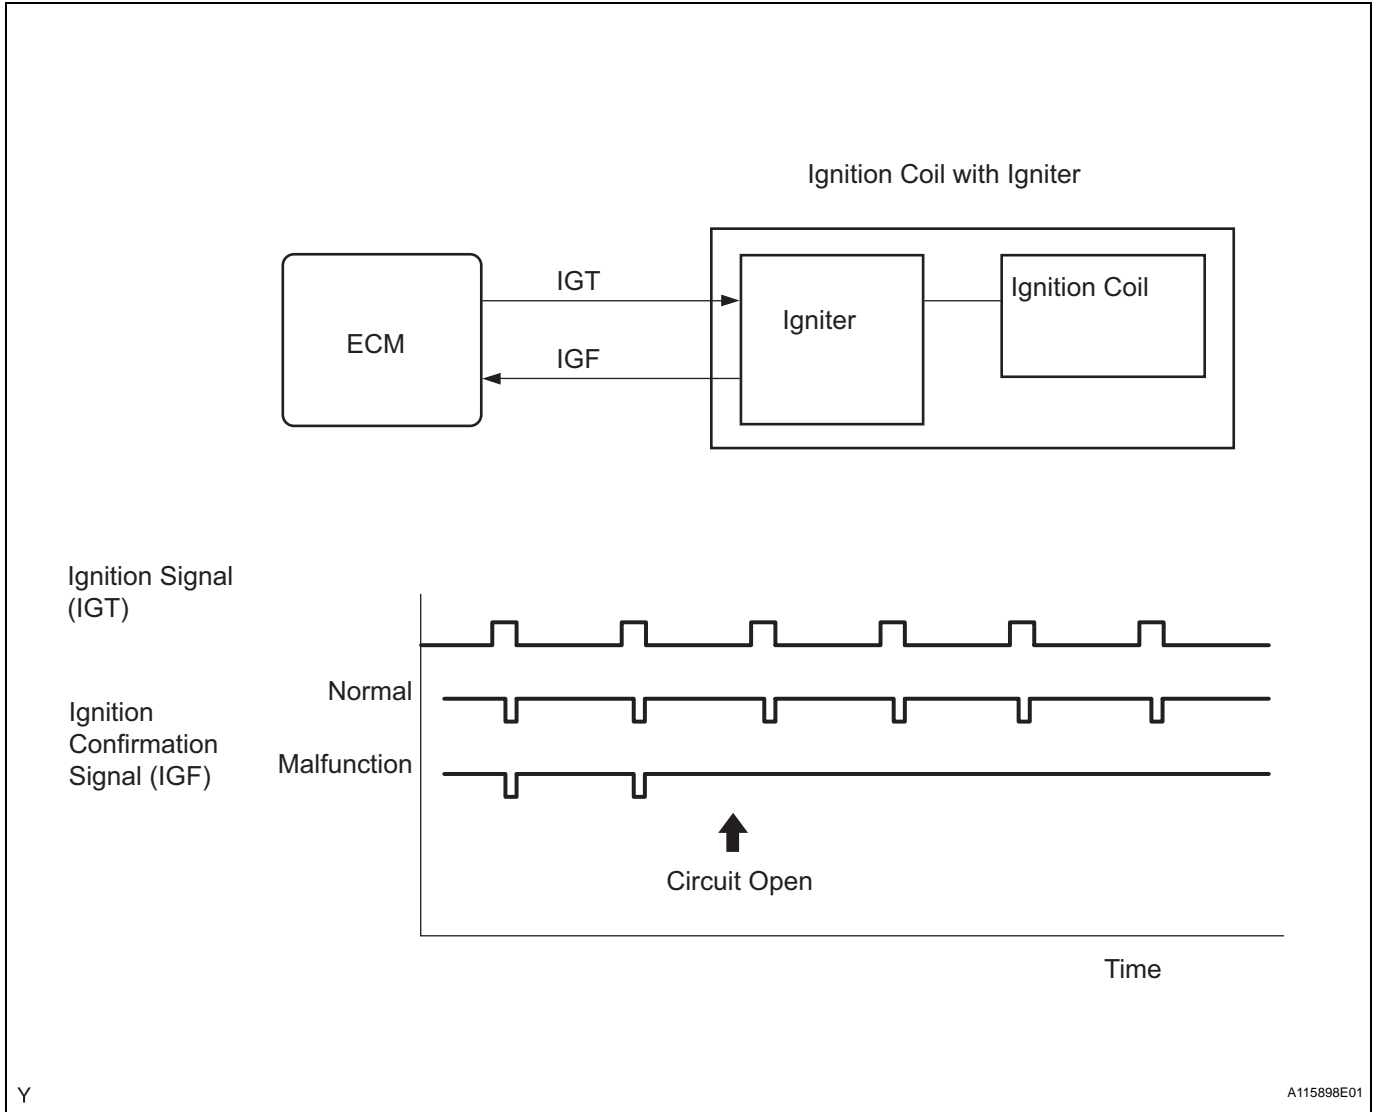 Ignition Coil with Igniter
IGT
Ignition Coil
Igniter
ECM
IGF
Ignition Signal
(IGT)
Normal
Ignition
Confirmation
Signal (IGF)
Malfunction
Circuit Open
Time
Y
A115898E01